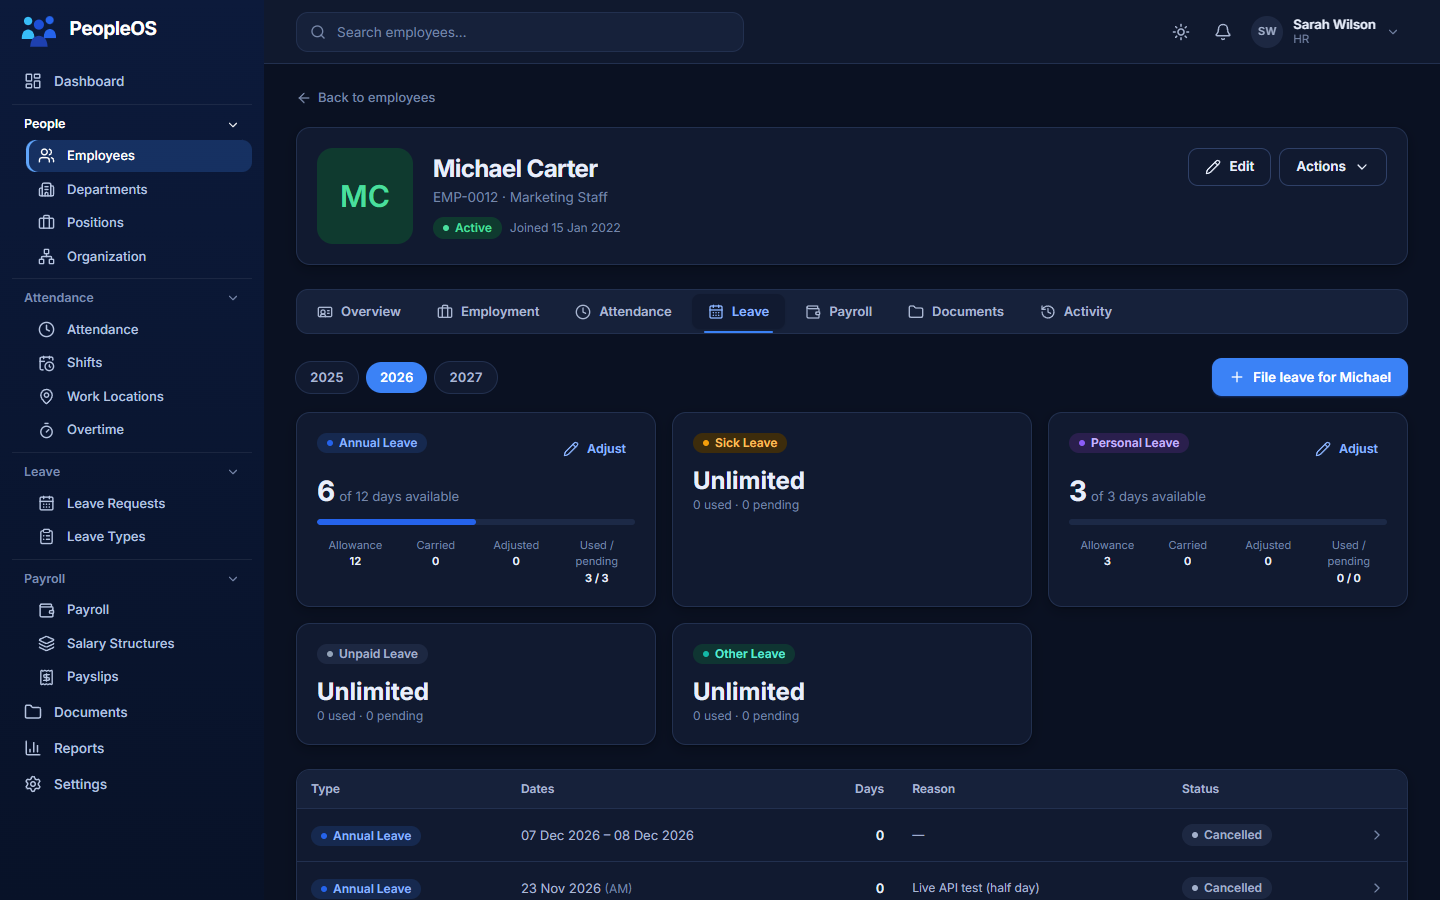 PeopleOS
Search employees...
SW
Sarah Wilson
HR
Dashboard
People
Employees
Departments
Positions
Organization
Attendance
Attendance
Shifts
Work Locations
Overtime
Leave
Leave Requests
Leave Types
Payroll
Payroll
Salary Structures
Payslips
Documents
Reports
Settings
Back to employees
MC
Michael Carter
EMP-0012 · Marketing Staff
Active
Joined 15 Jan 2022
Edit
Actions
Overview
Employment
Attendance
Leave
Payroll
Documents
Activity
2025
2026
2027
File leave for Michael
Annual Leave
Adjust
6 of 12 days available
Allowance
12
Carried
0
Adjusted
0
Used /
pending
3 / 3
Sick Leave
Unlimited
0 used · 0 pending
Personal Leave
Adjust
3 of 3 days available
Allowance
3
Carried
0
Adjusted
0
Used /
pending
0 / 0
Unpaid Leave
Unlimited
0 used · 0 pending
Other Leave
Unlimited
0 used · 0 pending
Type Dates Days Reason Status
Annual Leave 07 Dec 2026 – 08 Dec 2026 0 — Cancelled
Annual Leave 23 Nov 2026 (AM) 0 Live API test (half day) Cancelled